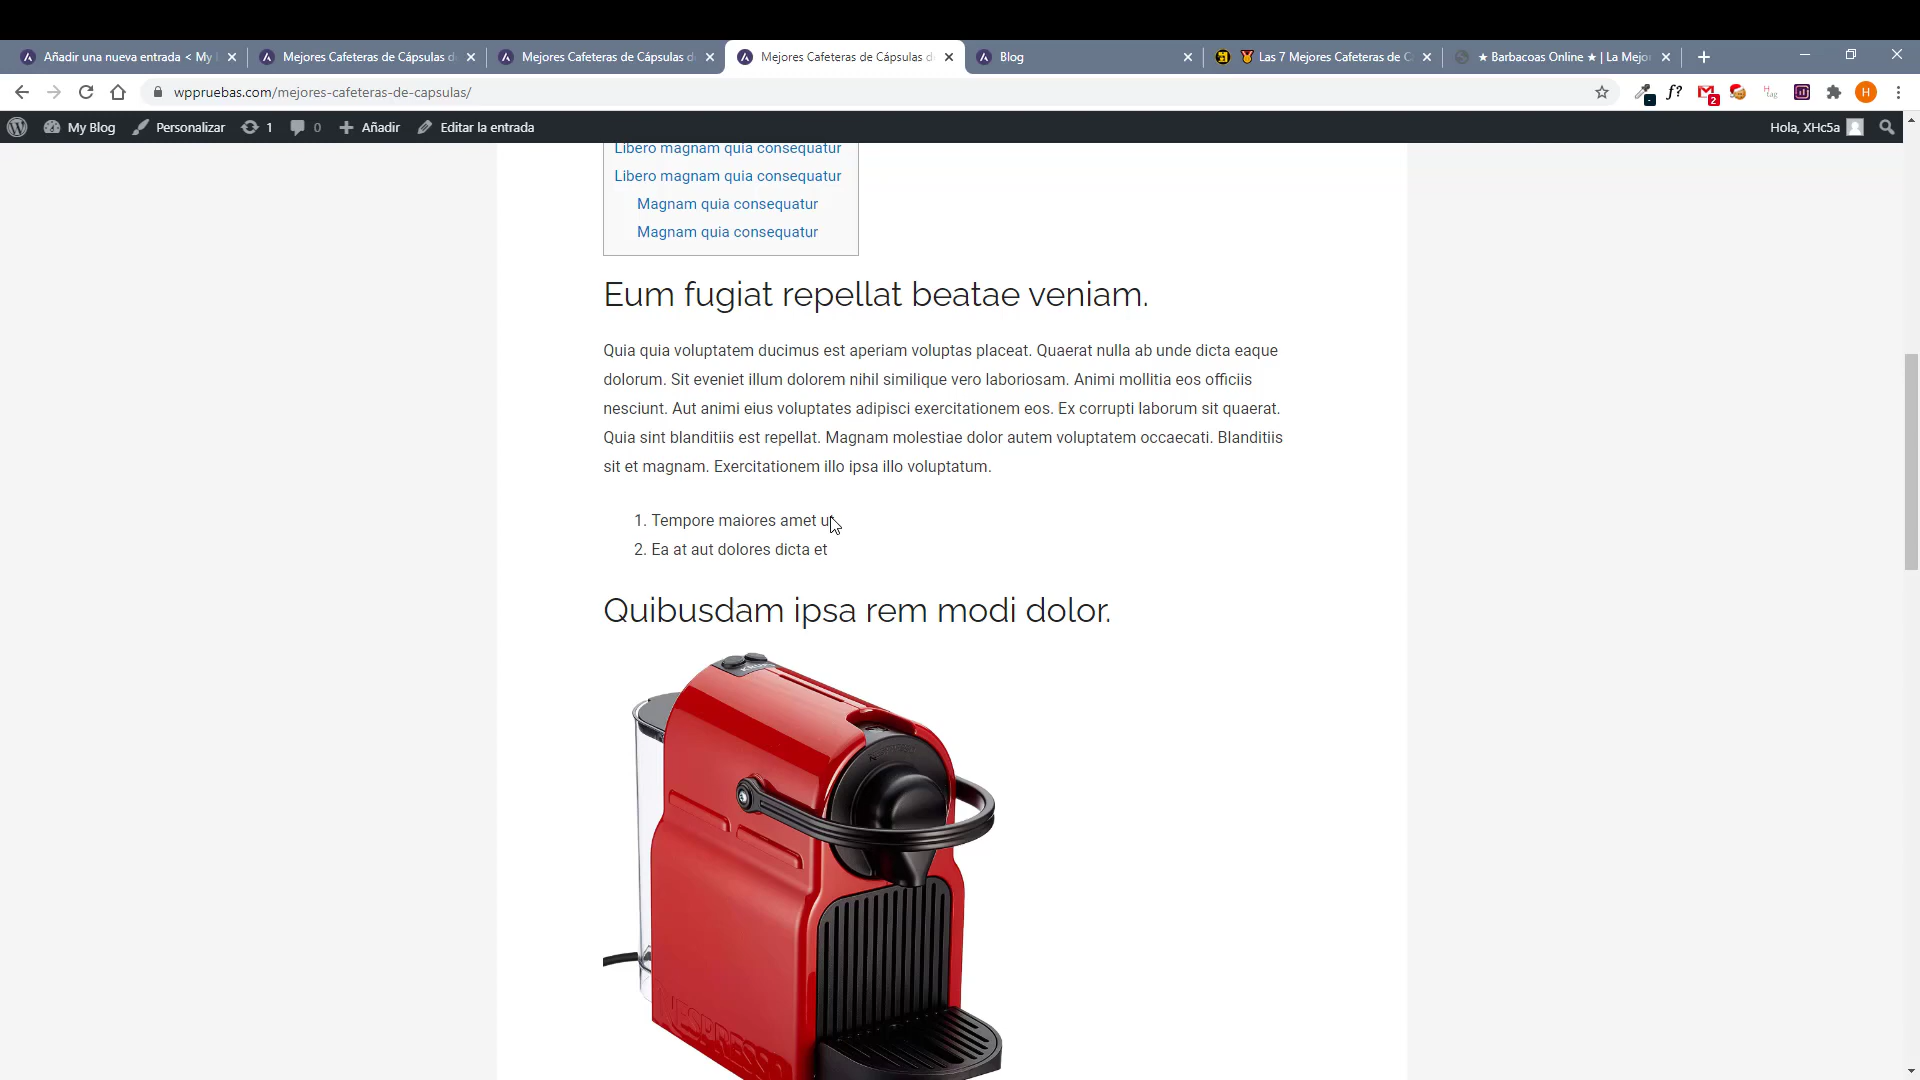 Añadir una nueva entrada < My
Mejores Cafeteras de Cápsulas d
Mejores Cafeteras de Cápsulas d
Mejores Cafeteras de Cápsulas d
Blog
Las 7 Mejores Cafeteras de C
★ Barbacoas Online ★ | La Mejo
wppruebas.com/mejores-cafeteras-de-capsulas/
f?
2
H
My Blog
Personalizar
1
0
Añadir
Editar la entrada
Hola, XHc5a
Libero magnam quia consequatur
Libero magnam quia consequatur
Magnam quia consequatur
Magnam quia consequatur
Eum fugiat repellat beatae veniam.
Quia quia voluptatem ducimus est aperiam voluptas placeat. Quaerat nulla ab unde dicta eaque
dolorum. Sit eveniet illum dolorem nihil similique vero laboriosam. Animi mollitia eos officiis
nesciunt. Aut animi eius voluptates adipisci exercitationem eos. Ex corrupti laborum sit quaerat.
Quia sint blanditiis est repellat. Magnam molestiae dolor autem voluptatem occaecati. Blanditiis
sit et magnam. Exercitationem illo ipsa illo voluptatum.
1. Tempore maiores amet
2. Ea at aut dolores dicta et
Quibusdam ipsa rem modi dolor.
NESPRESSO